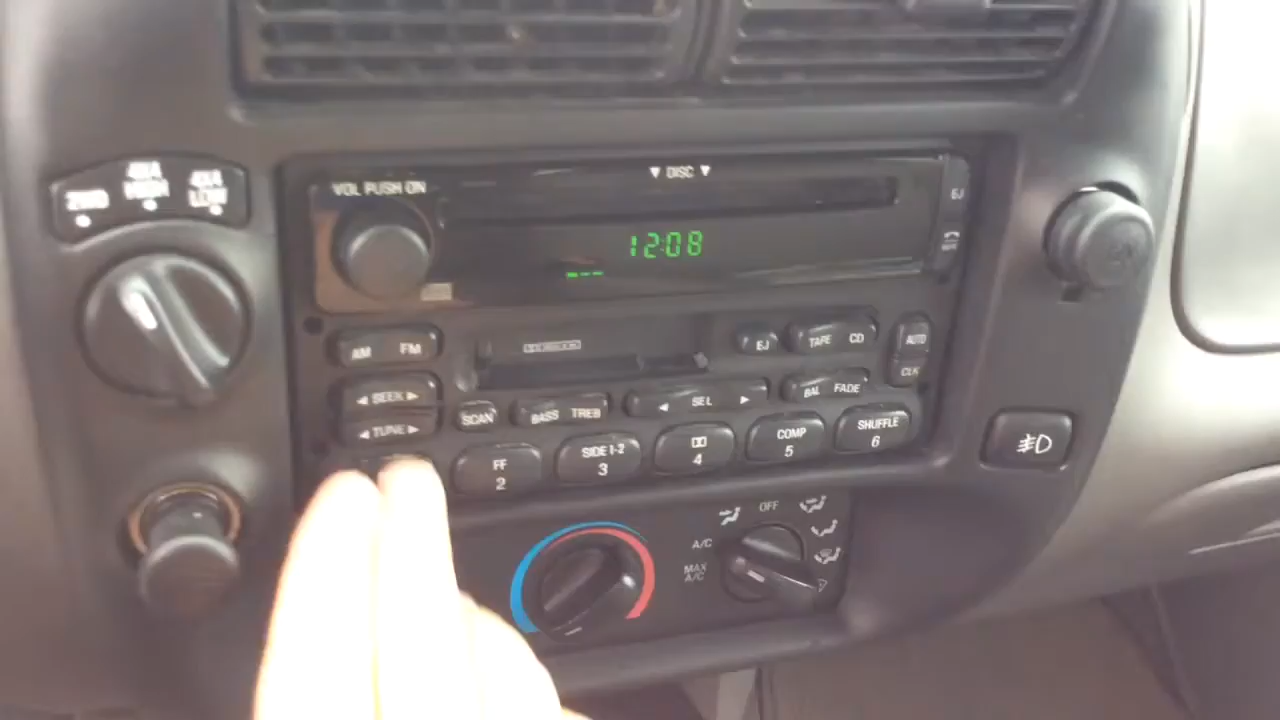 2WD 4X4 HIGH 4X4 LOW
VOL PUSH ON
▼ DISC ▼
EJ
12:08
AM FM
EJ
TAPE CD
AUTO
CLK
◀ SEEK ▶
◀ TUNE ▶
SCAN
BASS TREB
◀ SEL ▶
BAL FADE
FF
2
SIDE 1-2
3
4
COMP
5
SHUFFLE
6
OFF
A/C
MAX
A/C